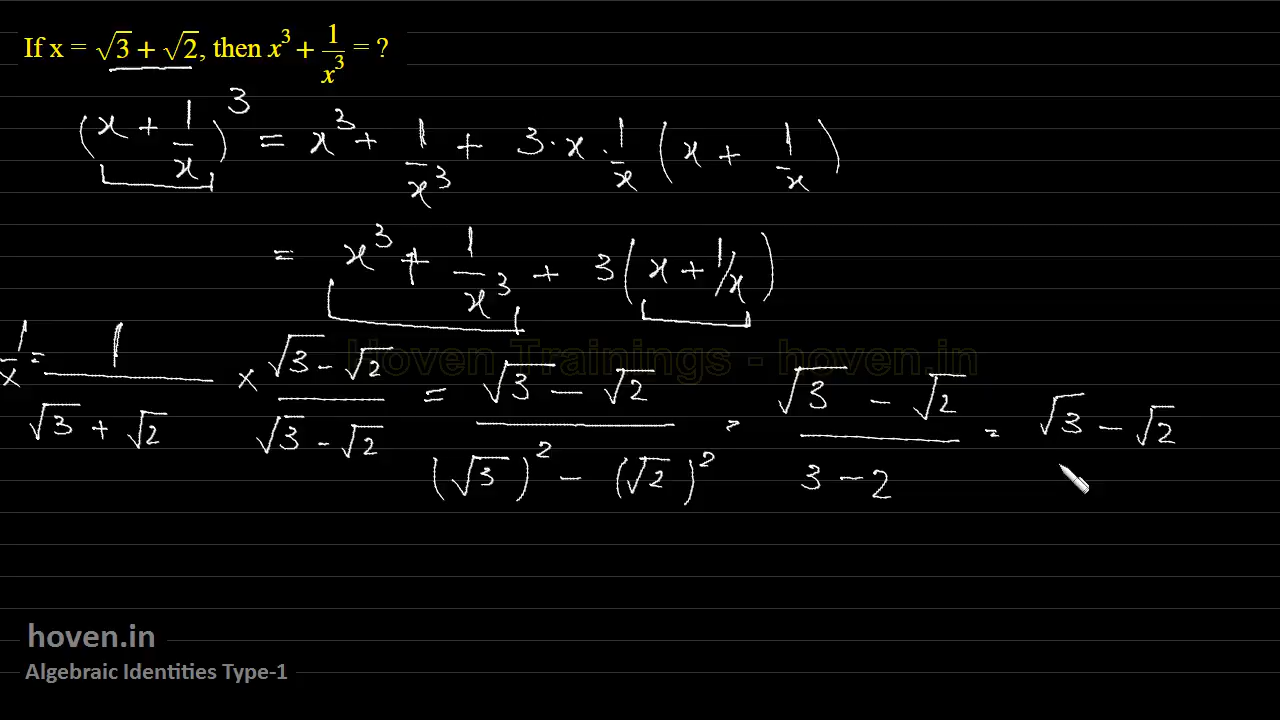 If x = √3 + √2, then x³ + 1/x³ = ?
(x + 1/x)³ = x³ + 1/x³ + 3 · x · 1/x (x + 1/x)
= x³ + 1/x³ + 3(x + 1/x)
Hoven Trainings - hoven.in
1/x = 1/(√3 + √2) × (√3 - √2)/(√3 - √2) = (√3 - √2)/((√3)² - (√2)²) = (√3 - √2)/(3 - 2) = √3 - √2
hoven.in
Algebraic Identities Type-1